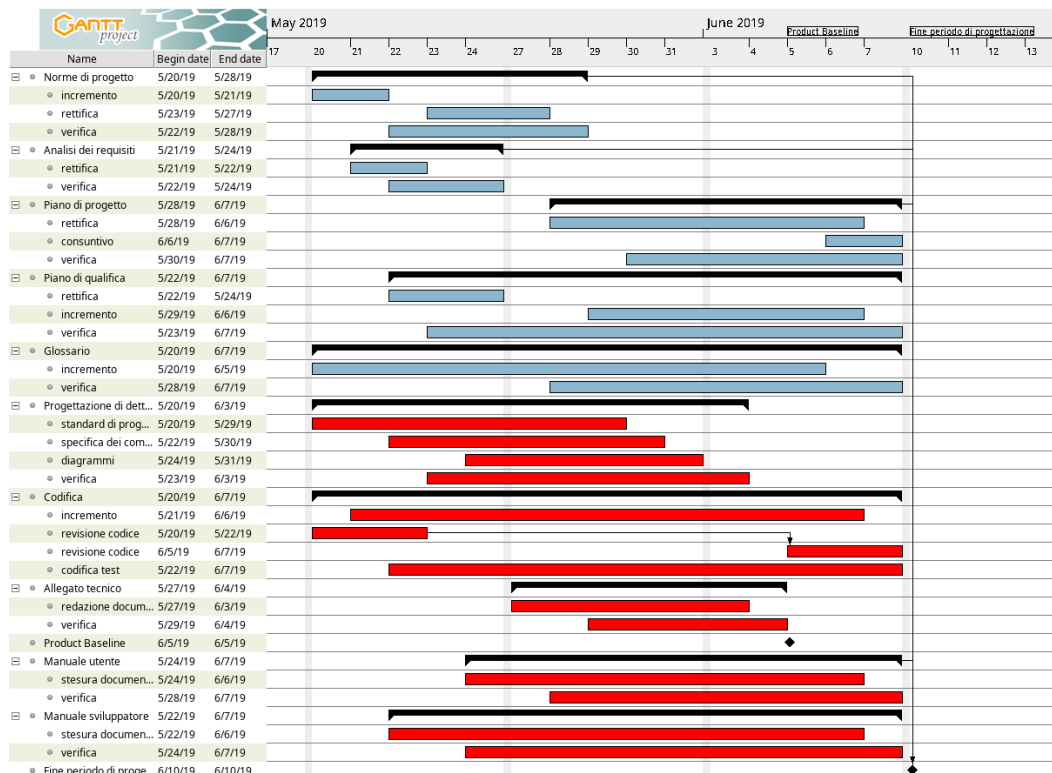 GANTT
project
May 2019
June 2019
Product Baseline
Fine periodo di progettazione
17 20 21 22 23 24 27 28 29 30 31 3 4 5 6 7 10 11 12 13
Name Begin date End date
Norme di progetto 5/20/19 5/28/19
incremento 5/20/19 5/21/19
rettifica 5/23/19 5/27/19
verifica 5/22/19 5/28/19
Analisi dei requisiti 5/21/19 5/24/19
rettifica 5/21/19 5/22/19
verifica 5/22/19 5/24/19
Piano di progetto 5/28/19 6/7/19
rettifica 5/28/19 6/6/19
consuntivo 6/6/19 6/7/19
verifica 5/30/19 6/7/19
Piano di qualifica 5/22/19 6/7/19
rettifica 5/22/19 5/24/19
incremento 5/29/19 6/6/19
verifica 5/23/19 6/7/19
Glossario 5/20/19 6/7/19
incremento 5/20/19 6/5/19
verifica 5/28/19 6/7/19
Progettazione di dett... 5/20/19 6/3/19
standard di prog... 5/20/19 5/29/19
specifica dei com... 5/22/19 5/30/19
diagrammi 5/24/19 5/31/19
verifica 5/23/19 6/3/19
Codifica 5/20/19 6/7/19
incremento 5/21/19 6/6/19
revisione codice 5/20/19 5/22/19
revisione codice 6/5/19 6/7/19
codifica test 5/22/19 6/7/19
Allegato tecnico 5/27/19 6/4/19
redazione docum... 5/27/19 6/3/19
verifica 5/29/19 6/4/19
Product Baseline 6/5/19 6/5/19
Manuale utente 5/24/19 6/7/19
stesura documen... 5/24/19 6/6/19
verifica 5/28/19 6/7/19
Manuale sviluppatore 5/22/19 6/7/19
stesura documen... 5/22/19 6/6/19
verifica 5/24/19 6/7/19
Fine periodo di proge... 6/10/19 6/10/19